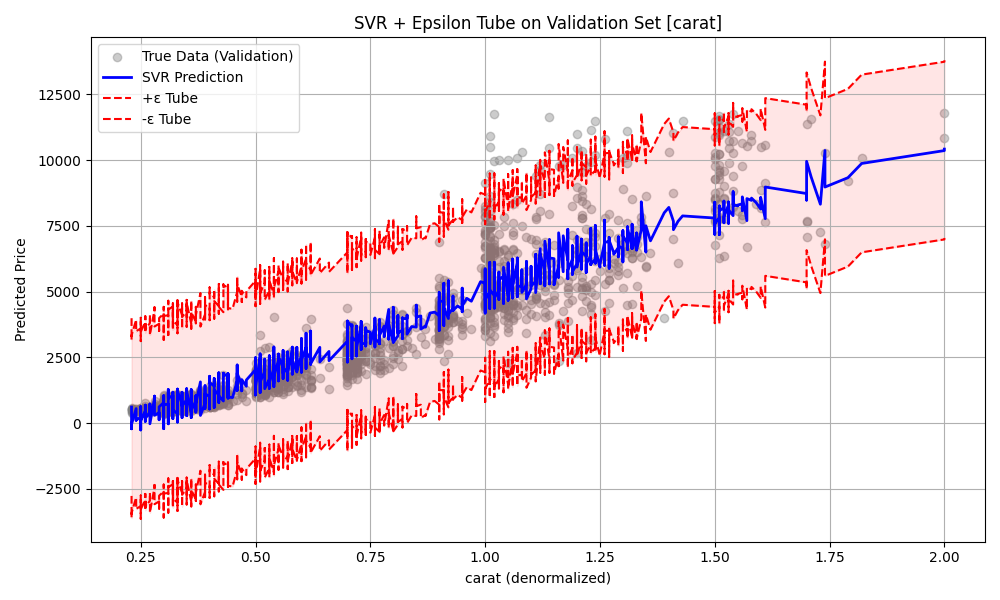 SVR + Epsilon Tube on Validation Set [carat]
True Data (Validation)
SVR Prediction
+ε Tube
-ε Tube
Predicted Price
12500
10000
7500
5000
2500
0
−2500
0.25 0.50 0.75 1.00 1.25 1.50 1.75 2.00
carat (denormalized)